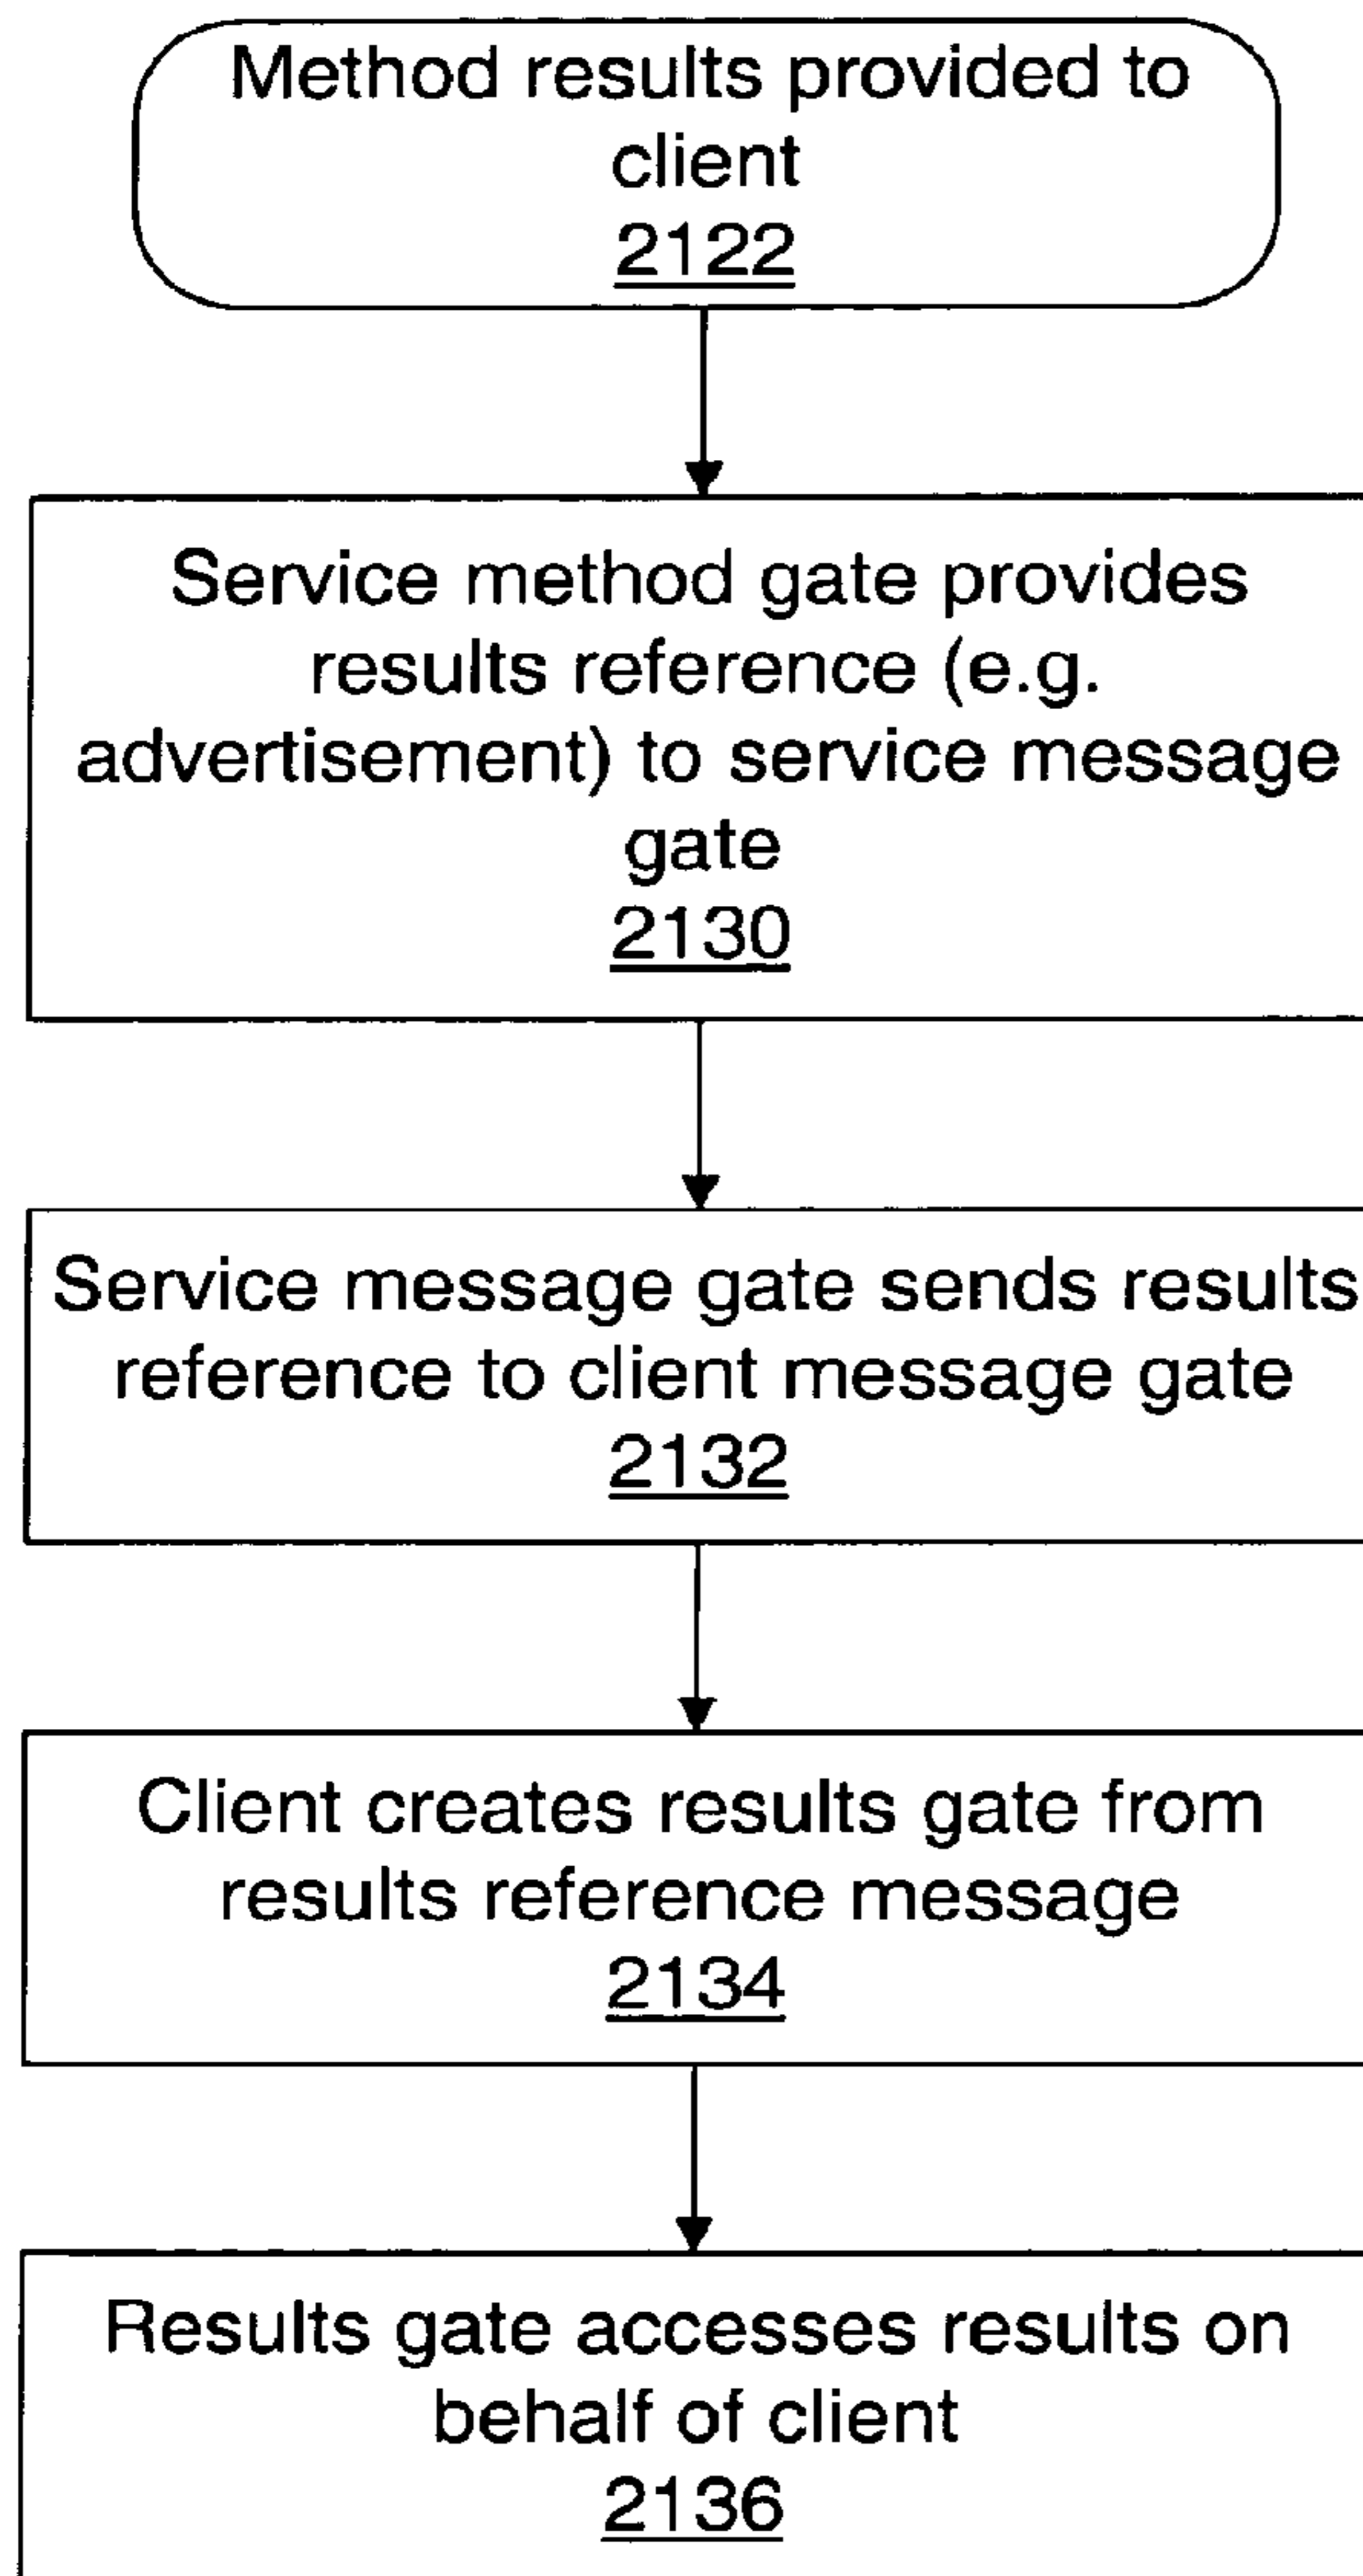 Method results provided to
client
2122
Service method gate provides
results reference (e.g.
advertisement) to service message
gate
2130
Service message gate sends results
reference to client message gate
2132
Client creates results gate from
results reference message
2134
Results gate accesses results on
behalf of client
2136